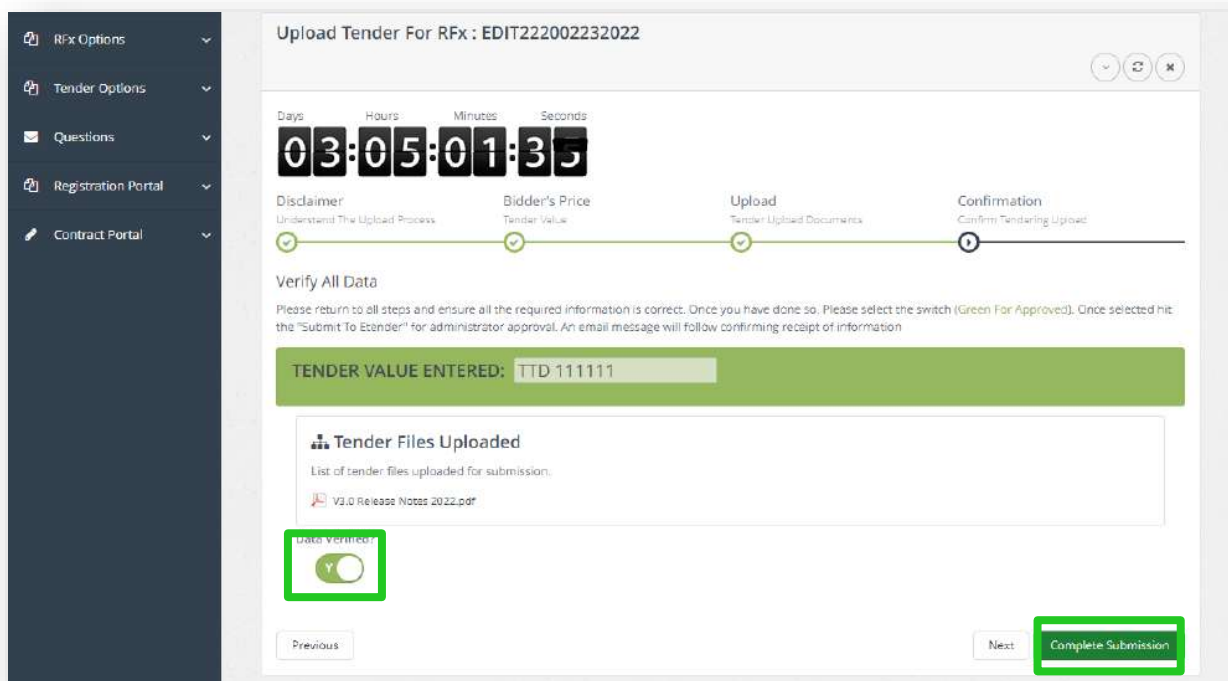 RFx Options
Tender Options
Questions
Registration Portal
Contract Portal
Upload Tender For RFx : EDIT222002232022
Days Hours Minutes Seconds
03:05:01:35
Disclaimer Bidder's Price Upload Confirmation
Understand The Upload Process Tender Value Tender Upload Documents Confirm Tendering Upload
Verify All Data
Please return to all steps and ensure all the required information is correct. Once you have done so. Please select the switch (Green For Approved). Once selected hit
the "Submit To Etender" for administrator approval. An email message will follow confirming receipt of information
TENDER VALUE ENTERED: TTD 111111
Tender Files Uploaded
List of tender files uploaded for submission.
V3.0 Release Notes 2022.pdf
Data Verified?
Y
Previous Next Complete Submission